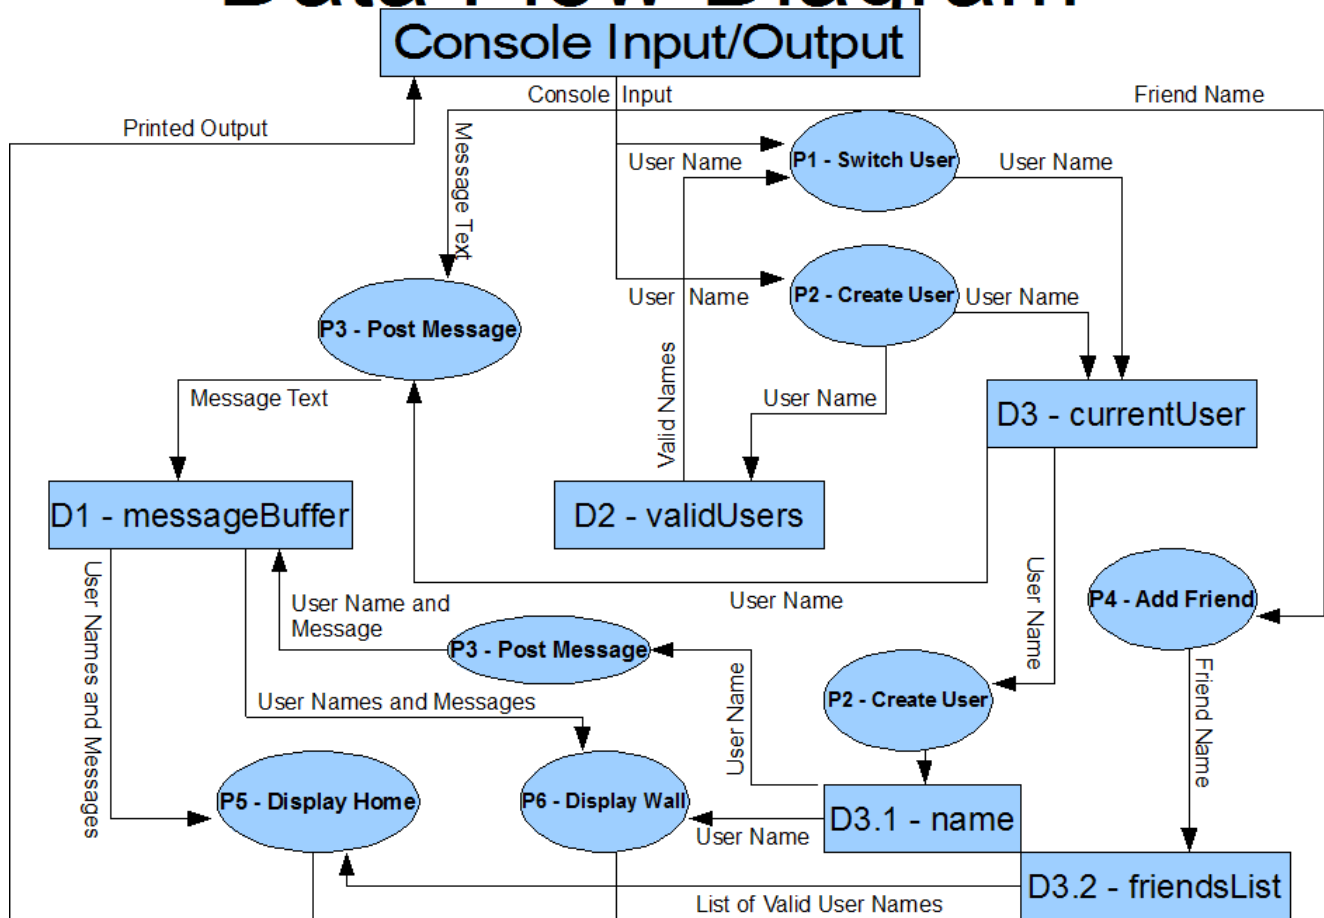 Data Flow Diagram
Console Input/Output
Console Input
Friend Name
Printed Output
Message Text
User Name
P1 - Switch User
User Name
P2 - Create User
User Name
User Name
P3 - Post Message
Valid Names
Message Text
User Name
D3 - currentUser
D1 - messageBuffer
D2 - validUsers
User Names and Messages
User Name and
Message
User Name
User Name
P4 - Add Friend
P3 - Post Message
User Name
P2 - Create User
Friend Name
User Names and Messages
P5 - Display Home
P6 - Display Wall
User Name
D3.1 - name
D3.2 - friendsList
List of Valid User Names